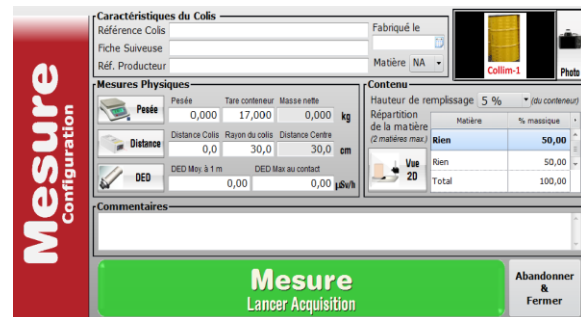 Mesure
Configuration
Caractéristiques du Colis
Référence Colis
Fiche Suiveuse
Réf. Producteur
Fabriqué le
Matière NA
Collim-1
Photo
Mesures Physiques
Pesée
Pesée Tare conteneur Masse nette
0,000 17,000 0,000 kg
Distance
Distance Colis Rayon du colis Distance Centre
0,0 30,0 30,0 cm
DED
DED Moy à 1 m DED Max au contact
0,00 0,00 µSv/h
Contenu
Hauteur de remplissage 5 % (du conteneur)
Répartition
de la matière
(2 matières max.)
Vue
2D
Matière % massique
Rien 50,00
Rien 50,00
Total 100,00
Commentaires
Mesure
Lancer Acquisition
Abandonner
&
Fermer